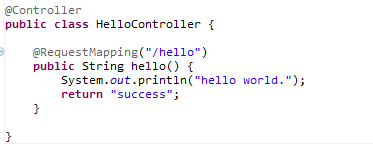 @Controller
public class HelloController {
@RequestMapping("/hello")
public String hello() {
System.out.println("hello world.");
return "success";
}
}